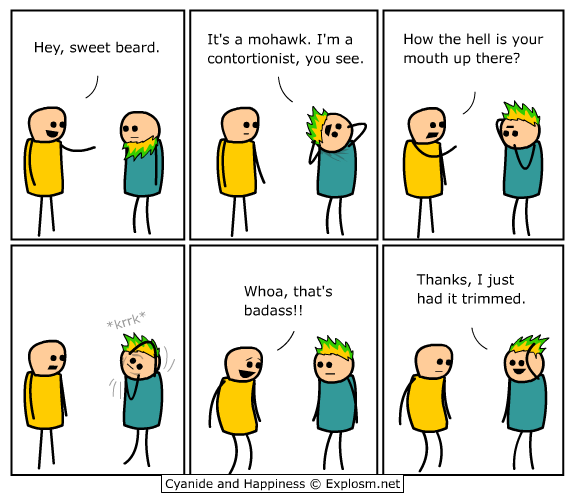 Hey, sweet beard.
It's a mohawk. I'm a
contortionist, you see.
How the hell is your
mouth up there?
*krrk*
Whoa, that's
badass!!
Thanks, I just
had it trimmed.
Cyanide and Happiness © Explosm.net